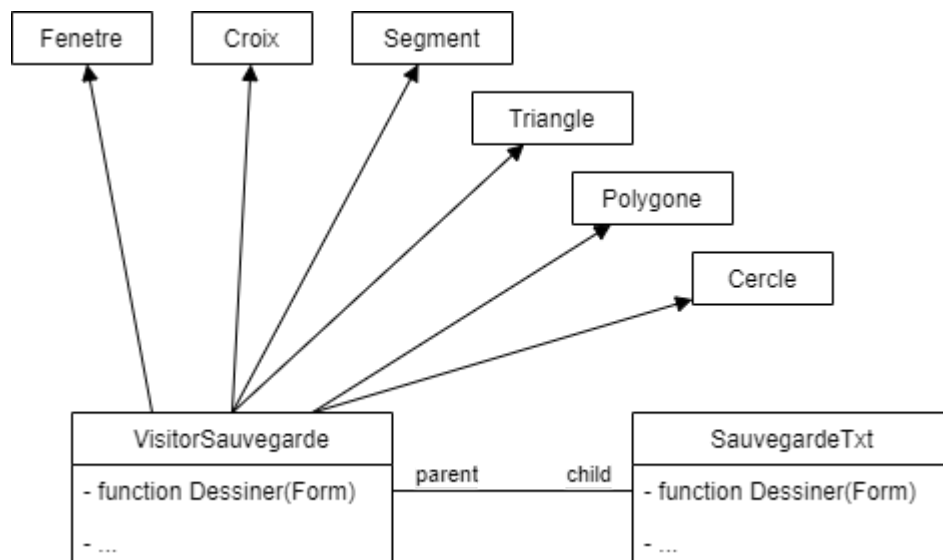 Fenetre
Croix
Segment
Triangle
Polygone
Cercle
VisitorSauvegarde
- function Dessiner(Form)
- ...
parent
child
SauvegardeTxt
- function Dessiner(Form)
- ...